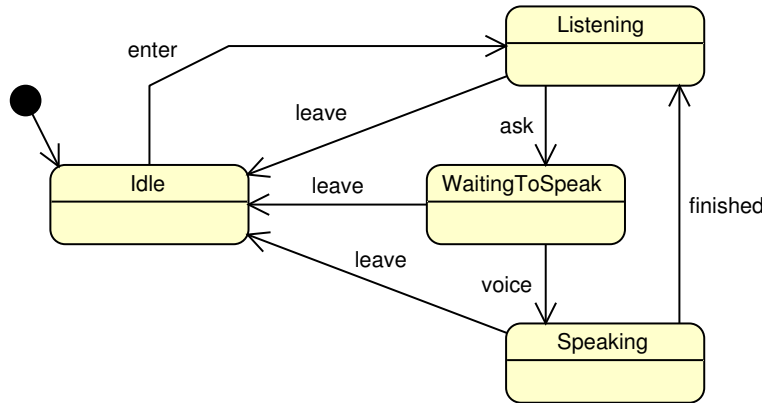 Listening
enter
leave
ask
Idle
leave
WaitingToSpeak
finished
leave
voice
Speaking